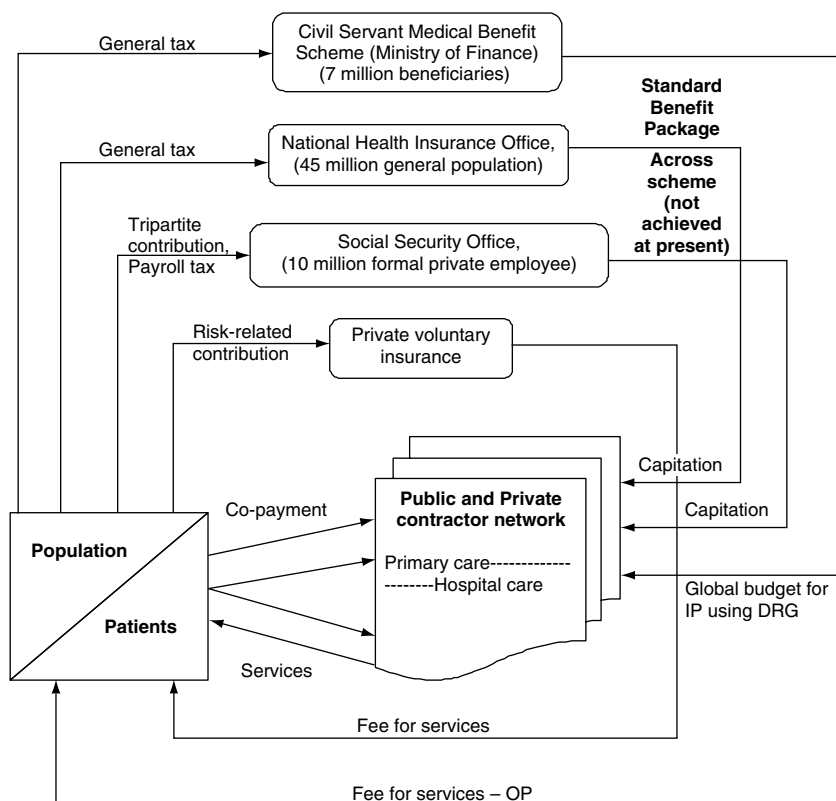 General tax
Civil Servant Medical Benefit
Scheme (Ministry of Finance)
(7 million beneficiaries)
Standard
Benefit
Package
General tax
National Health Insurance Office,
(45 million general population)
Across
scheme
(not
achieved
at present)
Tripartite
contribution,
Payroll tax
Social Security Office,
(10 million formal private employee)
Risk-related
contribution
Private voluntary
insurance
Capitation
Co-payment
Public and Private
contractor network
Capitation
Population
Primary care--------------
--------Hospital care
Global budget for
IP using DRG
Patients
Services
Fee for services
Fee for services – OP